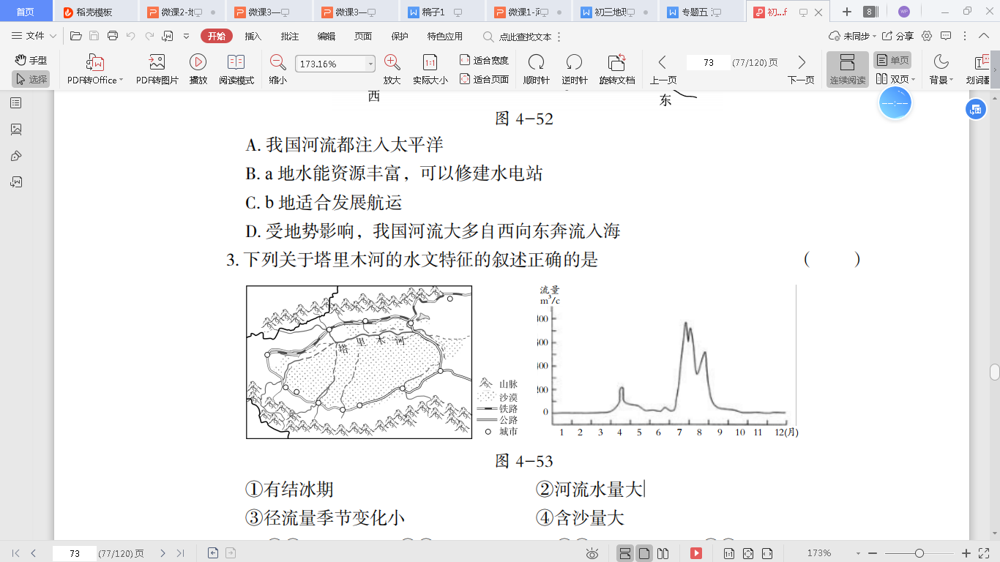 首页 稻壳模板 微课2-地 微课3— 微课3— 稿子1 微课1- 初三地理 专题五 初...f 8 WP
文件 开始 插入 批注 编辑 页面 保护 特色应用 点此查找文本 未同步 分享
手型 选择 PDF转Office PDF转图片 播放 阅读模式 缩小 173.16% 放大 1:1 实际大小 适合宽度 适合页面 顺时针 逆时针 旋转文档 上一页 73 (77/120)页 下一页 连续阅读 单页 双页 背景 划词翻
西 东
图 4-52
A. 我国河流都注入太平洋
B. a 地水能资源丰富，可以修建水电站
C. b 地适合发展航运
D. 受地势影响，我国河流大多自西向东奔流入海
3. 下列关于塔里木河的水文特征的叙述正确的是 ( )
塔里木河
山脉
沙漠
铁路
公路
城市
流量
m³/c
800
600
400
200
0
1 2 3 4 5 6 7 8 9 10 11 12(月)
图 4-53
①有结冰期 ②河流水量大
③径流量季节变化小 ④含沙量大
73 (77/120)页 1:1 173%